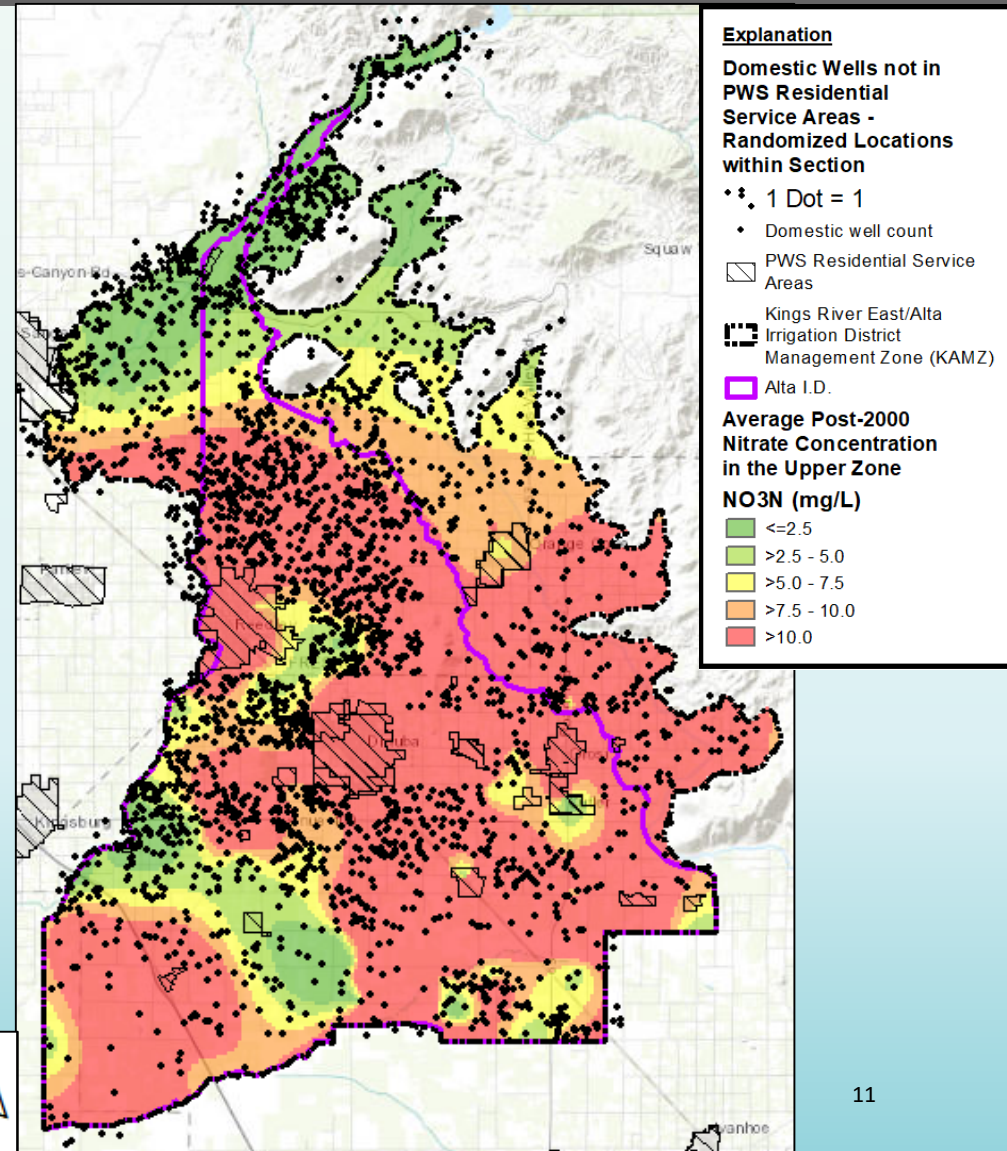 Explanation
Domestic Wells not in
PWS Residential
Service Areas -
Randomized Locations
within Section
1 Dot = 1
Domestic well count
PWS Residential Service
Areas
Kings River East/Alta
Irrigation District
Management Zone (KAMZ)
Alta I.D.
Average Post-2000
Nitrate Concentration
in the Upper Zone
NO3N (mg/L)
<=2.5
>2.5 - 5.0
>5.0 - 7.5
>7.5 - 10.0
>10.0
Squaw
s-Canyon-Rd
Kingsburg
vanhoe
11